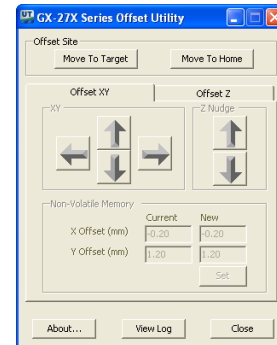 UT GX-27X Series Offset Utility
Offset Site
Move To Target Move To Home
Offset XY Offset Z
XY Z Nudge
Non-Volatile Memory
Current New
X Offset (mm) -0.20 -0.20
Y Offset (mm) 1.20 1.20
Set
About... View Log Close